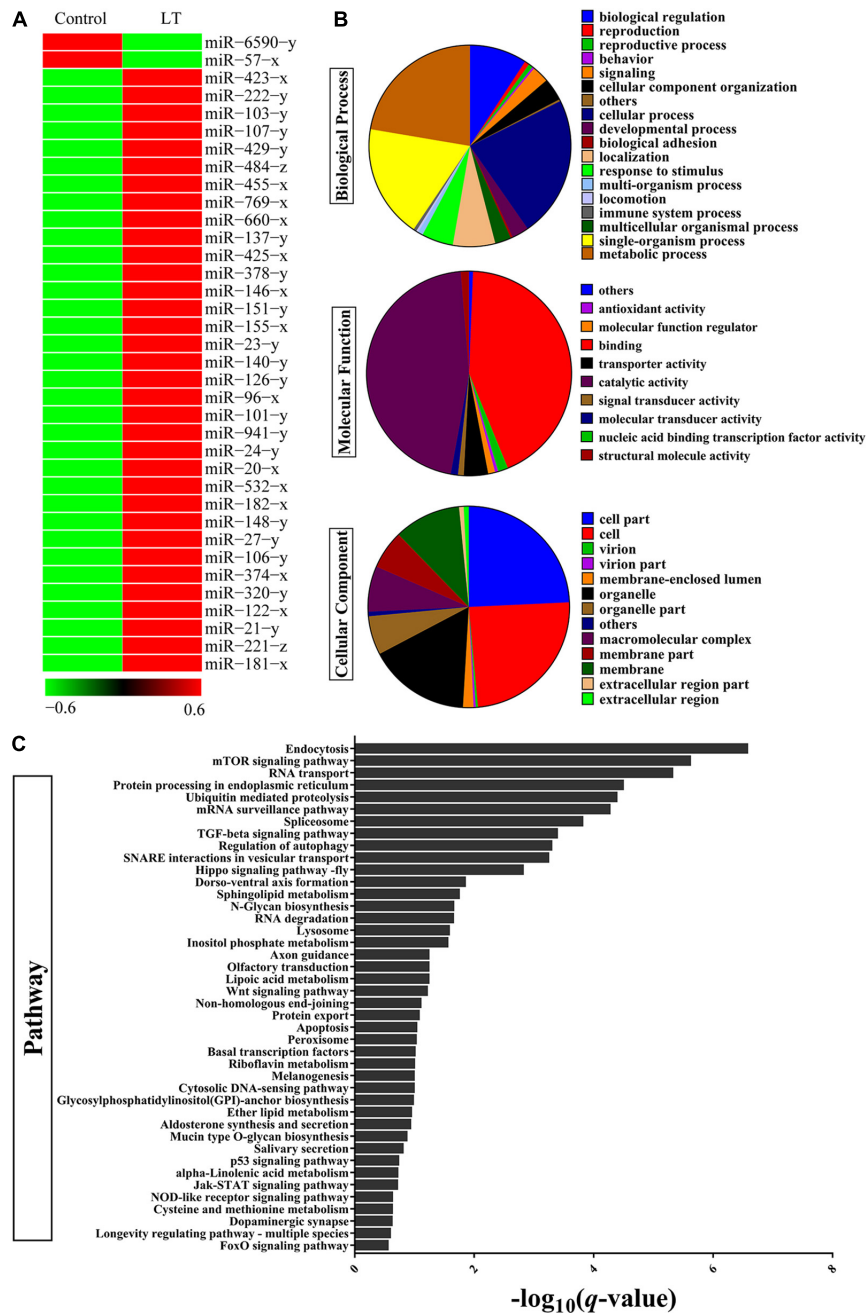 A
Control LT
miR−6590−y
miR−57−x
miR−423−x
miR−222−y
miR−103−y
miR−107−y
miR−429−y
miR−484−z
miR−455−x
miR−769−x
miR−660−x
miR−137−y
miR−425−x
miR−378−y
miR−146−x
miR−151−y
miR−155−x
miR−23−y
miR−140−y
miR−126−y
miR−96−x
miR−101−y
miR−941−y
miR−24−y
miR−20−x
miR−532−x
miR−182−x
miR−148−y
miR−27−y
miR−106−y
miR−374−x
miR−320−y
miR−122−x
miR−21−y
miR−221−z
miR−181−x
−0.6 0.6
B
Biological Process
biological regulation
reproduction
reproductive process
behavior
signaling
cellular component organization
others
cellular process
developmental process
biological adhesion
localization
response to stimulus
multi-organism process
locomotion
immune system process
multicellular organismal process
single-organism process
metabolic process
Molecular Function
others
antioxidant activity
molecular function regulator
binding
transporter activity
catalytic activity
signal transducer activity
molecular transducer activity
nucleic acid binding transcription factor activity
structural molecule activity
Cellular Component
cell part
cell
virion
virion part
membrane-enclosed lumen
organelle
organelle part
others
macromolecular complex
membrane part
membrane
extracellular region part
extracellular region
C
Pathway
Endocytosis
mTOR signaling pathway
RNA transport
Protein processing in endoplasmic reticulum
Ubiquitin mediated proteolysis
mRNA surveillance pathway
Spliceosome
TGF-beta signaling pathway
Regulation of autophagy
SNARE interactions in vesicular transport
Hippo signaling pathway -fly
Dorso-ventral axis formation
Sphingolipid metabolism
N-Glycan biosynthesis
RNA degradation
Lysosome
Inositol phosphate metabolism
Axon guidance
Olfactory transduction
Lipoic acid metabolism
Wnt signaling pathway
Non-homologous end-joining
Protein export
Apoptosis
Peroxisome
Basal transcription factors
Riboflavin metabolism
Melanogenesis
Cytosolic DNA-sensing pathway
Glycosylphosphatidylinositol(GPI)-anchor biosynthesis
Ether lipid metabolism
Aldosterone synthesis and secretion
Mucin type O-glycan biosynthesis
Salivary secretion
p53 signaling pathway
alpha-Linolenic acid metabolism
Jak-STAT signaling pathway
NOD-like receptor signaling pathway
Cysteine and methionine metabolism
Dopaminergic synapse
Longevity regulating pathway - multiple species
FoxO signaling pathway
0 2 4 6 8
-log10(q-value)